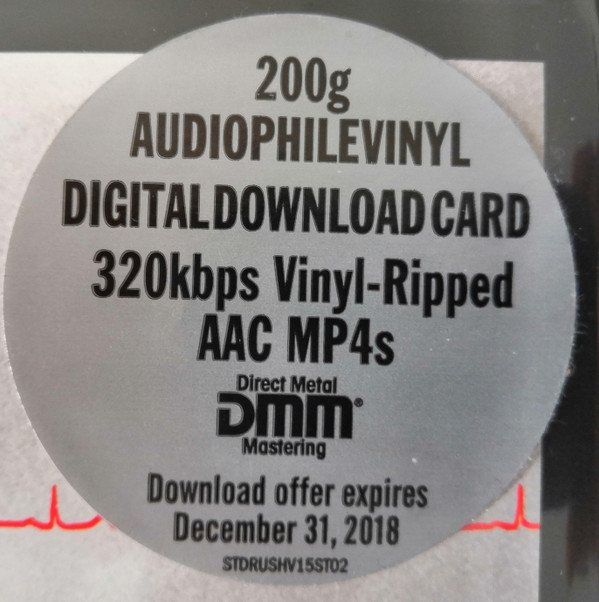 200g
AUDIOPHILEVINYL
DIGITALDOWNLOADCARD
320kbps Vinyl-Ripped
AAC MP4s
Direct Metal
DMM®
Mastering
Download offer expires
December 31, 2018
STDRUSHV15ST02